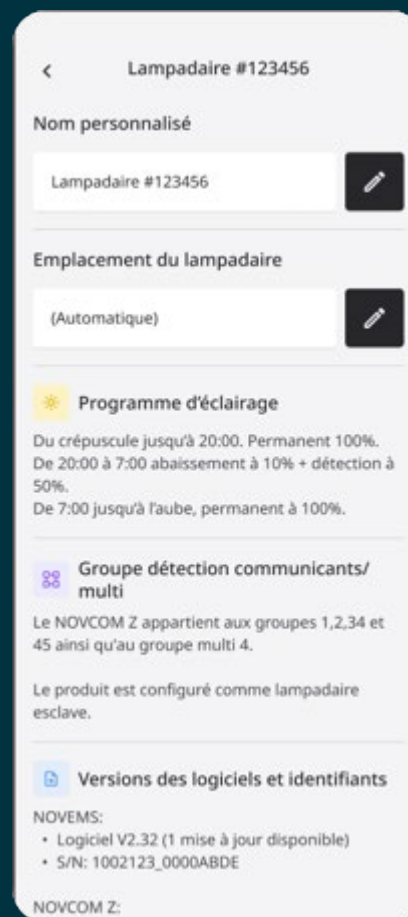 Lampadaire #123456
Nom personnalisé
Lampadaire #123456
Emplacement du lampadaire
(Automatique)
Programme d'éclairage
Du crépuscule jusqu'à 20:00. Permanent 100%.
De 20:00 à 7:00 abaissement à 10% + détection à
50%.
De 7:00 jusqu'à l'aube, permanent à 100%.
Groupe détection communicants/
multi
Le NOVCOM Z appartient aux groupes 1,2,34 et
45 ainsi qu'au groupe multi 4.
Le produit est configuré comme lampadaire
esclave.
Versions des logiciels et identifiants
NOVEMS:
• Logiciel V2.32 (1 mise à jour disponible)
• S/N: 1002123_0000ABDE
NOVCOM Z: